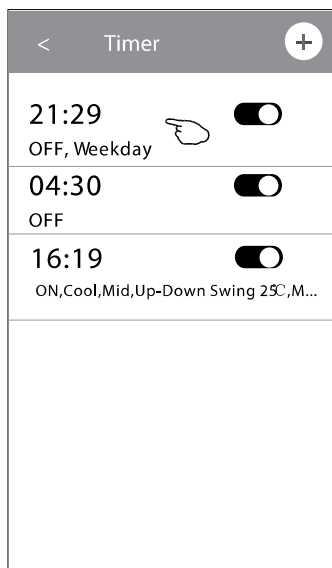 < Timer +
21:29
OFF, Weekday
04:30
OFF
16:19
ON,Cool,Mid,Up-Down Swing 25℃,M...